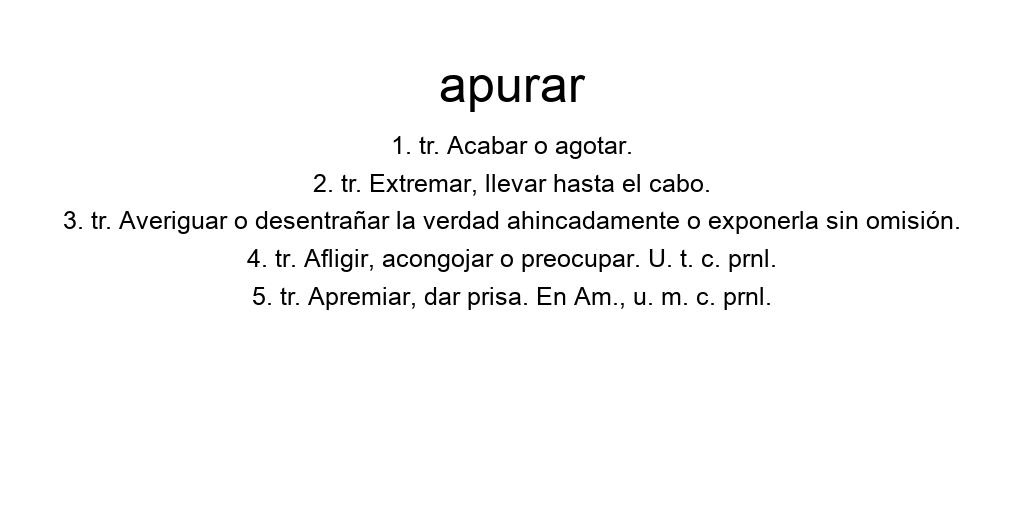 apurar
1. tr. Acabar o agotar.
2. tr. Extremar, llevar hasta el cabo.
3. tr. Averiguar o desentrañar la verdad ahincadamente o exponerla sin omisión.
4. tr. Afligir, acongojar o preocupar. U. t. c. prnl.
5. tr. Apremiar, dar prisa. En Am., u. m. c. prnl.